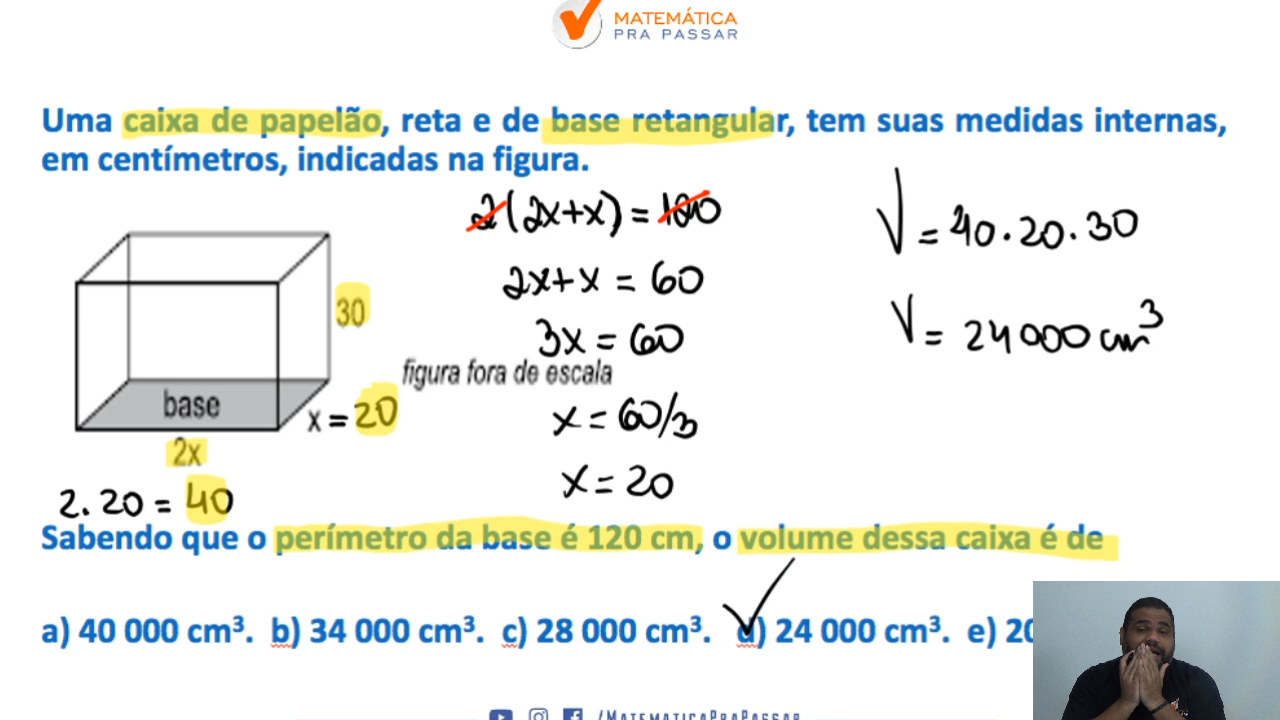 MATEMÁTICA
PRA PASSAR
Uma caixa de papelão, reta e de base retangular, tem suas medidas internas,
em centímetros, indicadas na figura.
2(2x+x) = 120
2x+x = 60
3x = 60
x = 60/3
x = 20
V = 40.20.30
V = 24000 cm³
30
figura fora de escala
base
x = 20
2x
2. 20 = 40
Sabendo que o perímetro da base é 120 cm, o volume dessa caixa é de
a) 40 000 cm³. b) 34 000 cm³. c) 28 000 cm³. d) 24 000 cm³. e) 20
/MATEMATICAPRAPASSAR